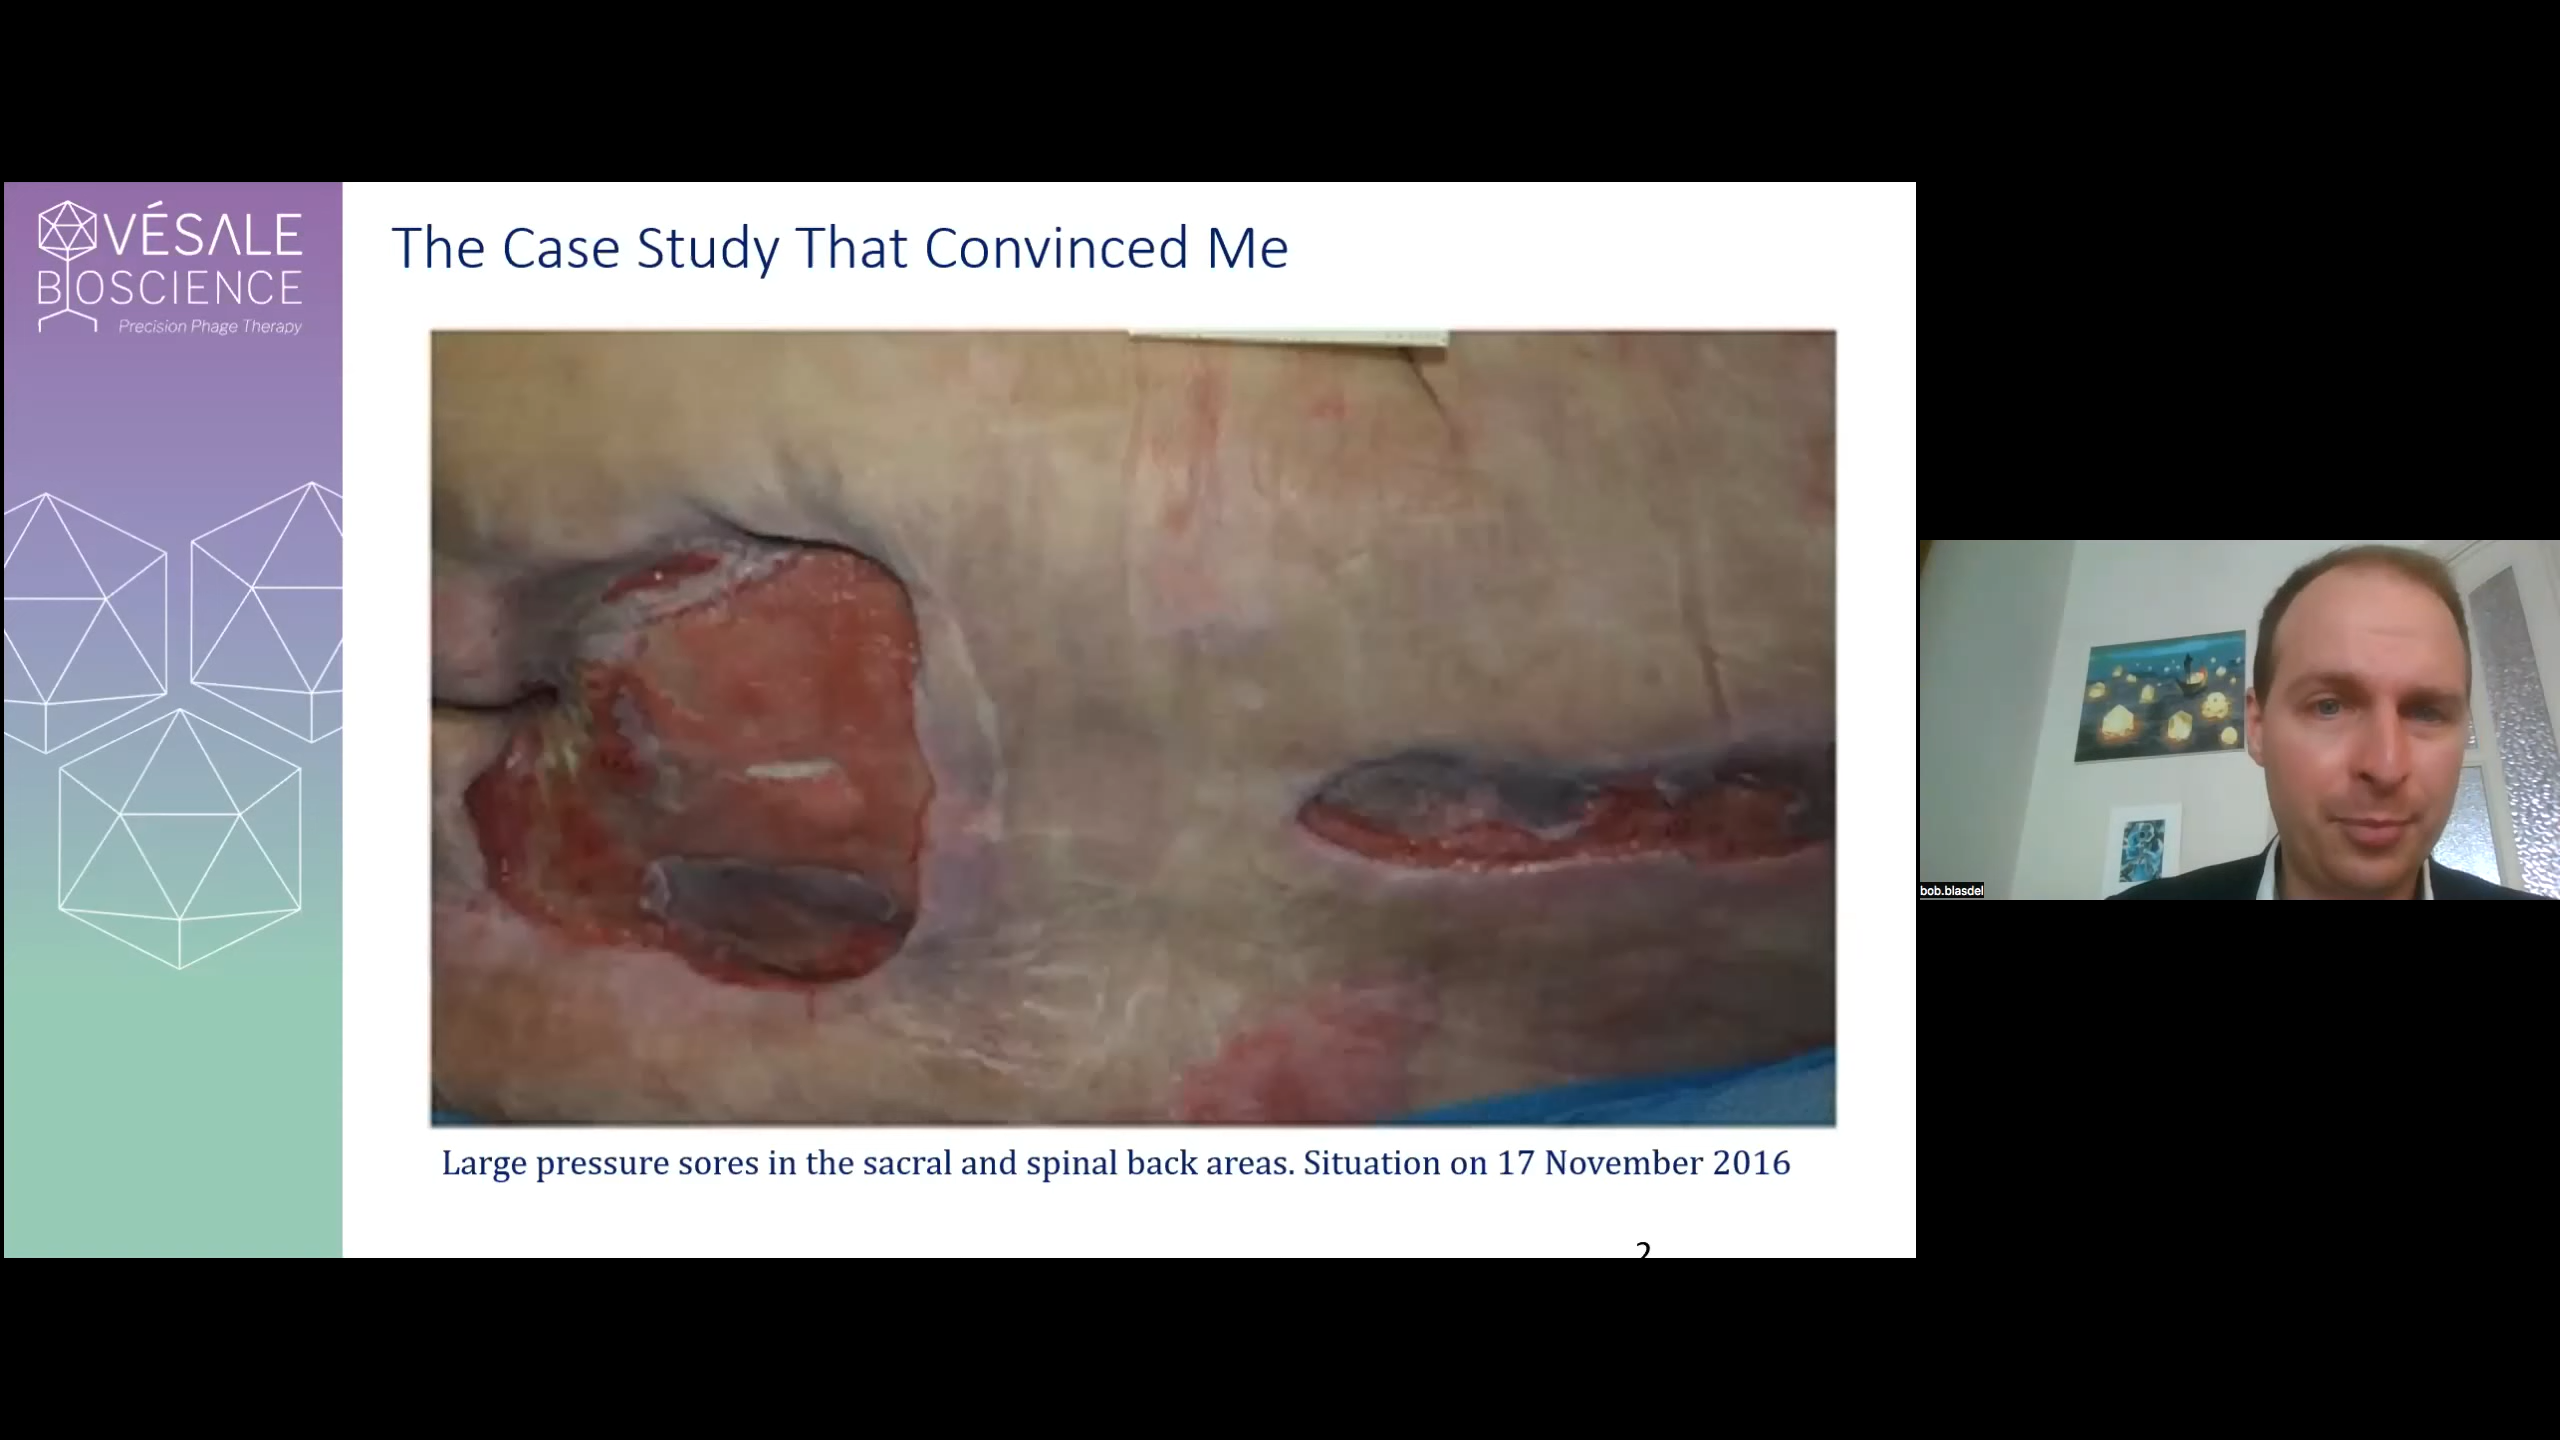 VÉSALE
BIOSCIENCE
Precision Phage Therapy
The Case Study That Convinced Me
Large pressure sores in the sacral and spinal back areas. Situation on 17 November 2016
2
bob.blasdel